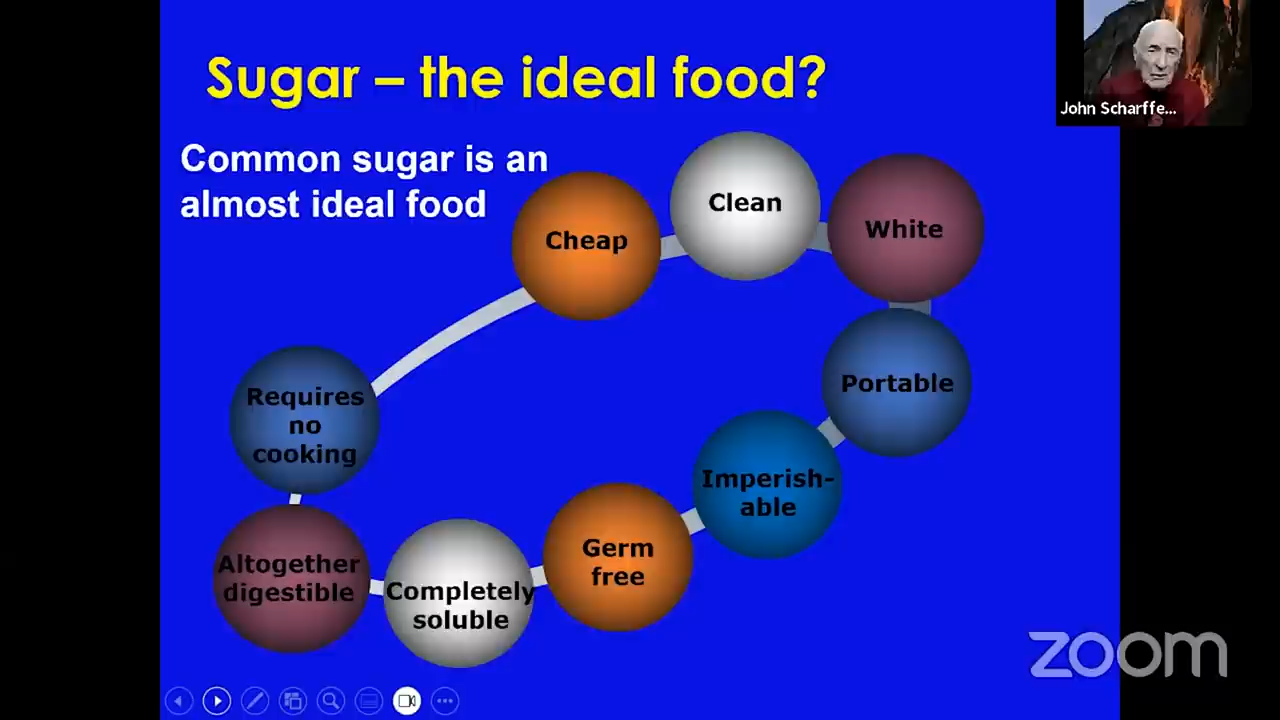 Sugar – the ideal food?
John Scharffe...
Common sugar is an
almost ideal food
Cheap
Clean
White
Portable
Imperish-
able
Germ
free
Completely
soluble
Altogether
digestible
Requires
no
cooking
zoom